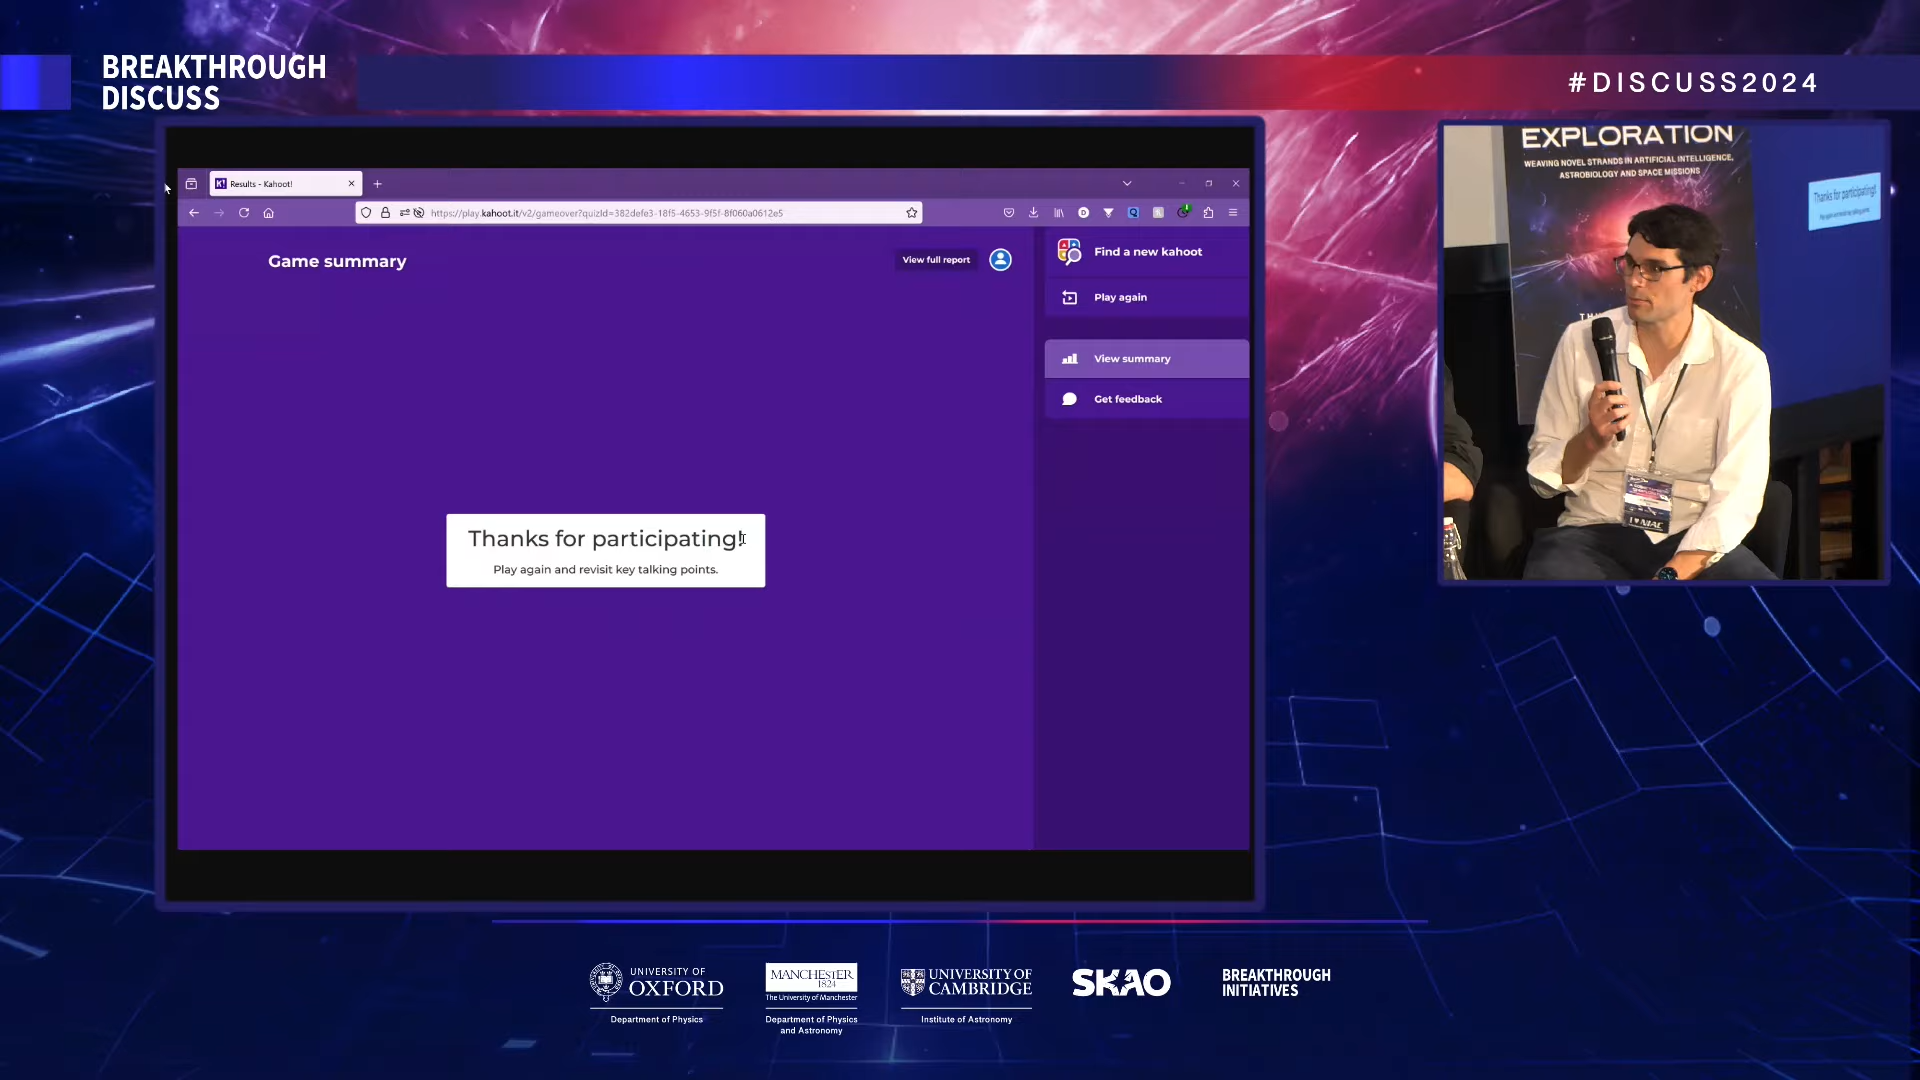 BREAKTHROUGH
DISCUSS
#DISCUSS2024
Results - Kahoot!
https://play.kahoot.it/v2/gameover?quizId=382defe3-18f5-4653-9f5f-8f060a0612e5
Game summary
View full report
Find a new kahoot
Play again
View summary
Get feedback
Thanks for participating!
Play again and revisit key talking points.
EXPLORATION
WEAVING NOVEL STRANDS IN ARTIFICIAL INTELLIGENCE,
ASTROBIOLOGY AND SPACE MISSIONS
Thanks for participating!
I ♥ NIAC
UNIVERSITY OF
OXFORD
Department of Physics
MANCHESTER
1824
The University of Manchester
Department of Physics
and Astronomy
UNIVERSITY OF
CAMBRIDGE
Institute of Astronomy
SKAO
BREAKTHROUGH
INITIATIVES